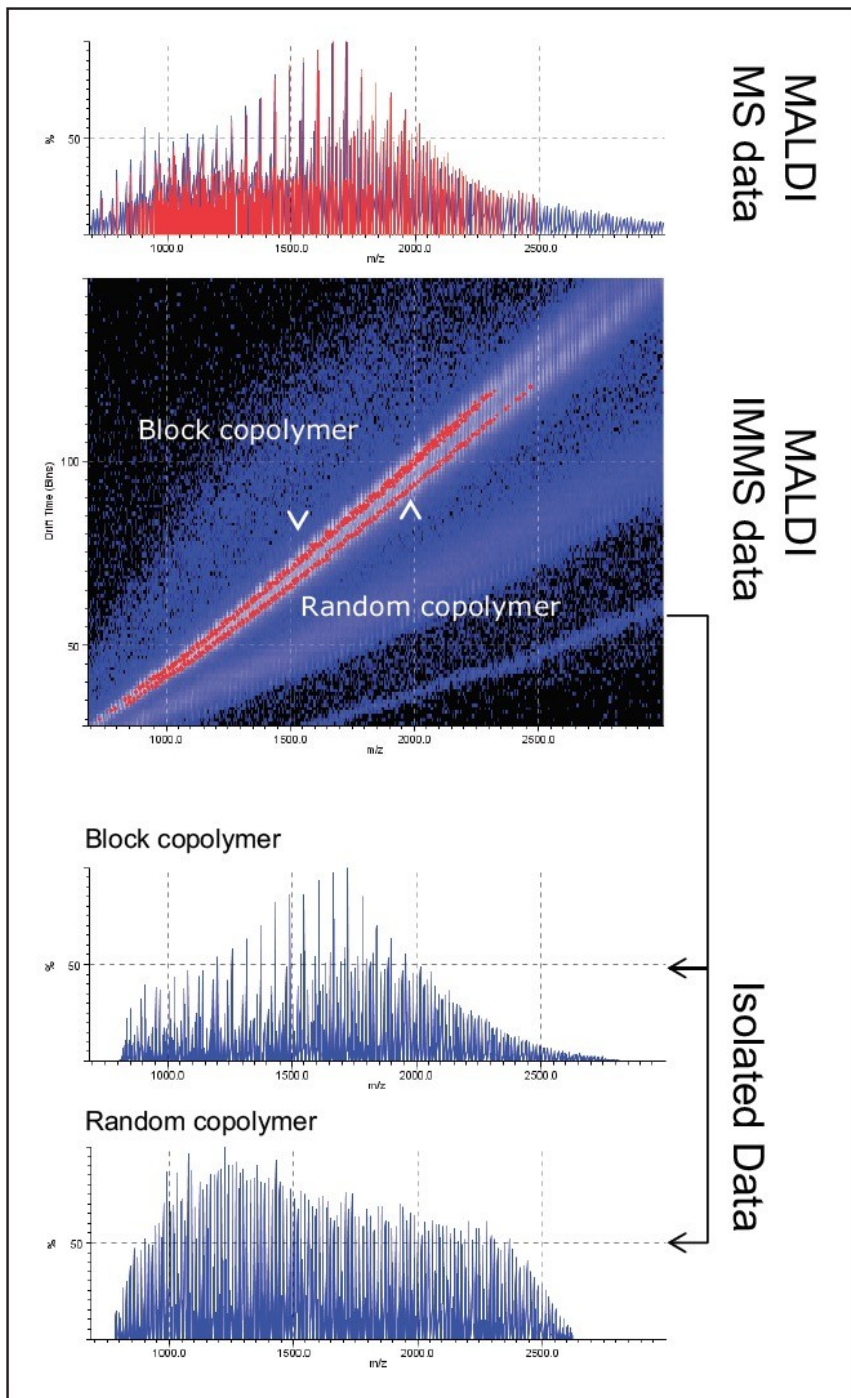 MALDI
MS data
%
50
1000.0 1500.0 2000.0 2500.0
m/z
MALDI
IMMS data
Drift Time (Bins)
100
50
Block copolymer
Random copolymer
1000.0 1500.0 2000.0 2500.0
m/z
Isolated Data
Block copolymer
%
50
1000.0 1500.0 2000.0 2500.0
m/z
Random copolymer
%
50
1000.0 1500.0 2000.0 2500.0
m/z